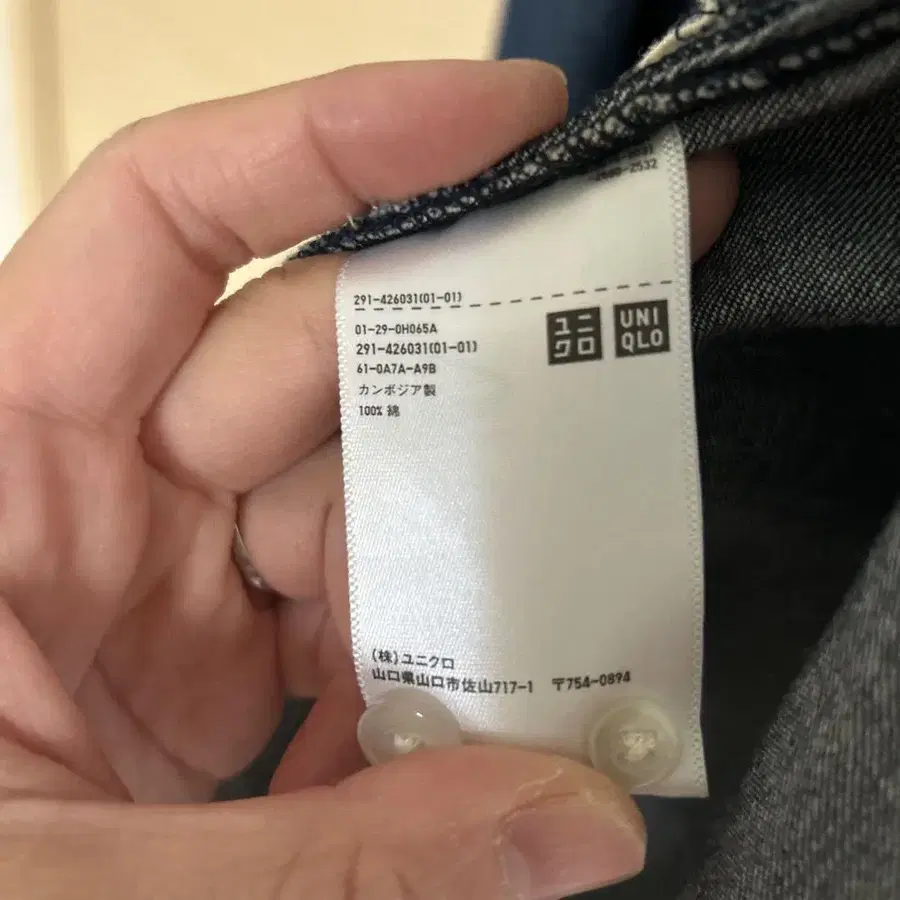 2532
291-426031(01-01)
01-29-0H065A
291-426031(01-01)
61-0A7A-A9B
カンボジア製
100% 綿
ユニ
クロ
UNI
QLO
(株)ユニクロ
山口県山口市佐山717-1 〒754-0894